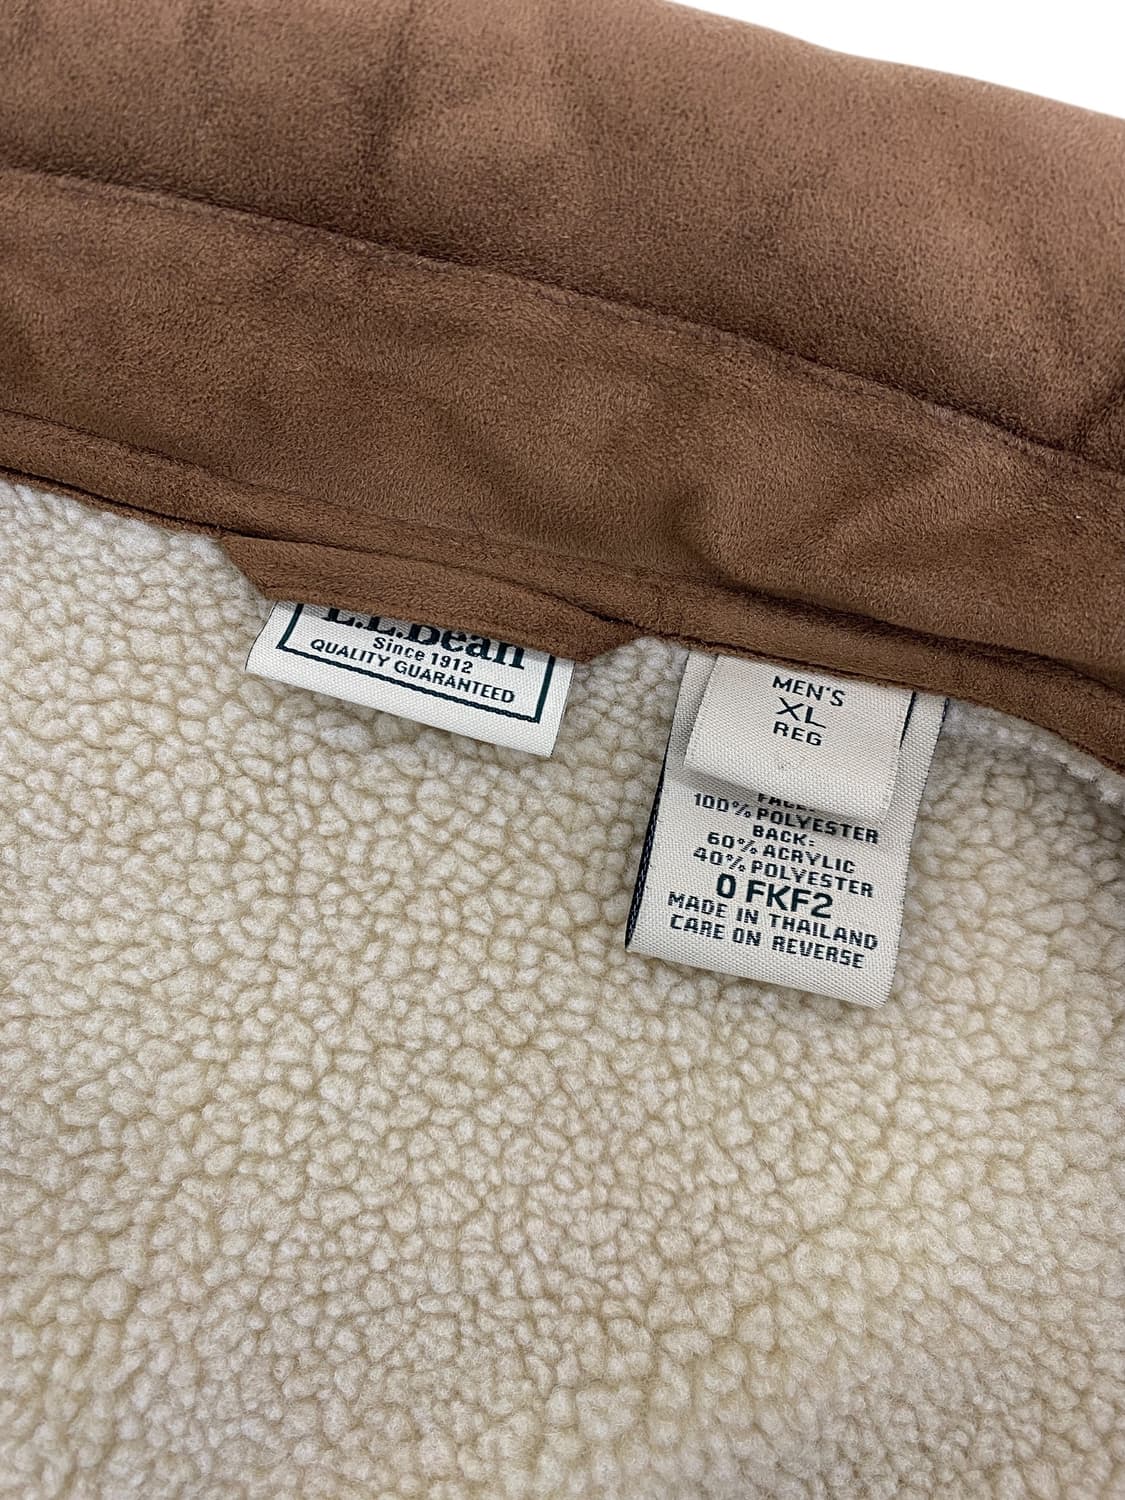 L.L.Bean
Since 1912
QUALITY GUARANTEED
MEN'S
XL
REG
FACE:
100% POLYESTER
BACK:
60% ACRYLIC
40% POLYESTER
0 FKF2
MADE IN THAILAND
CARE ON REVERSE